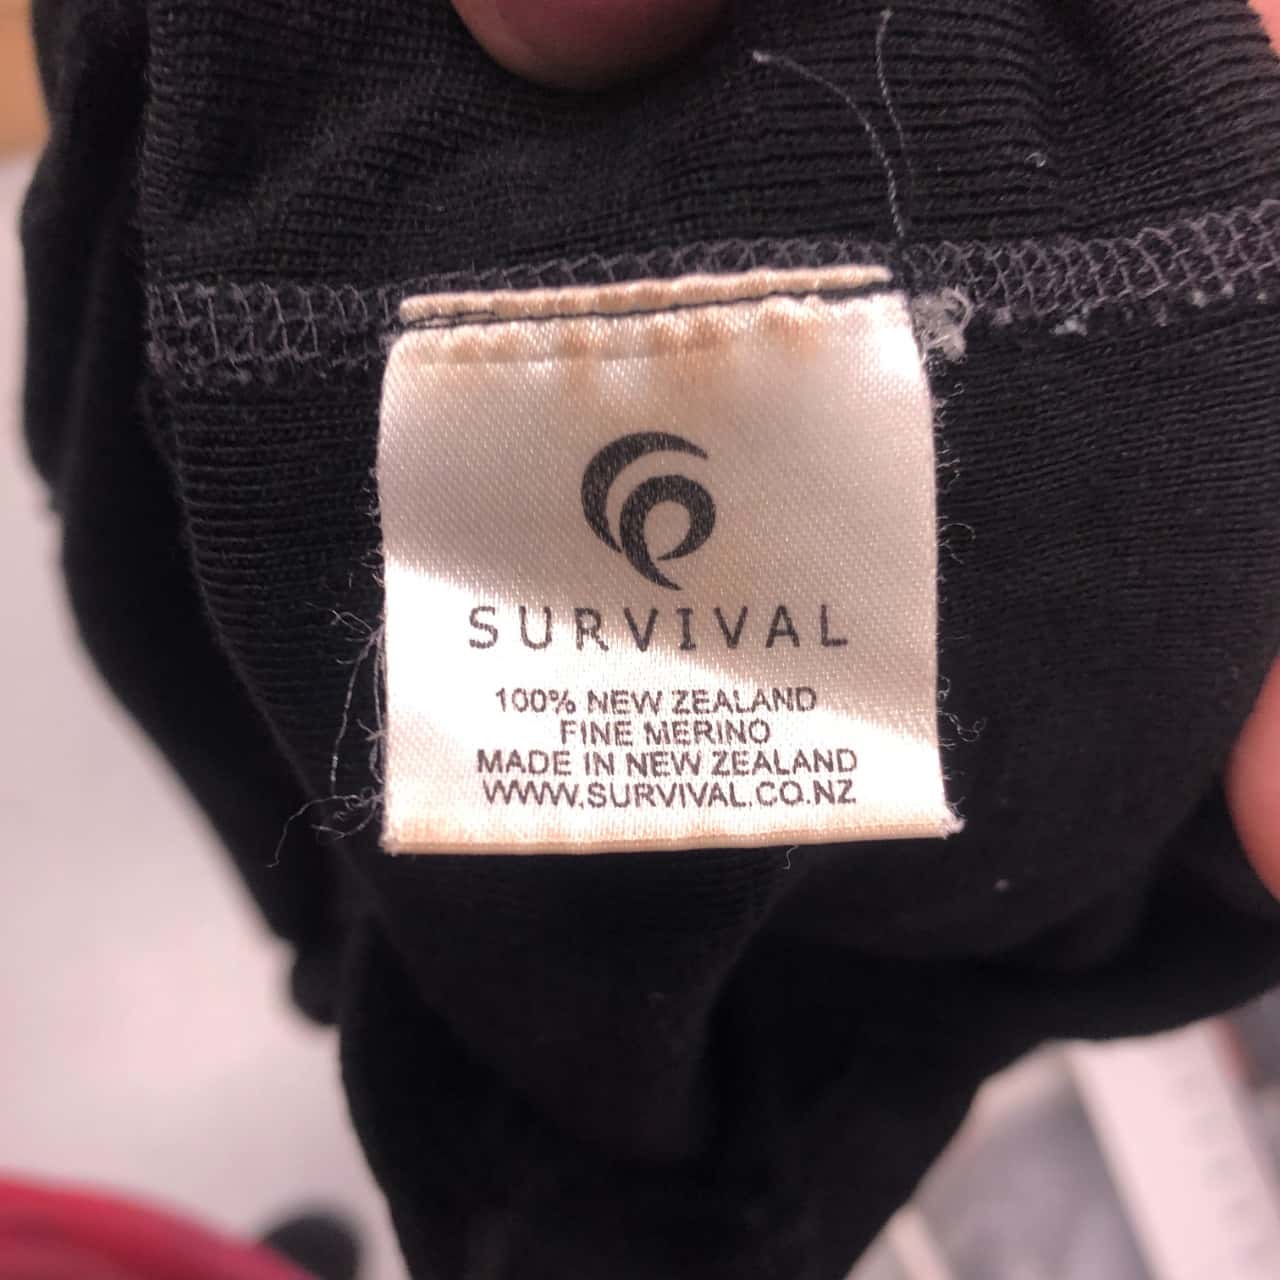 SURVIVAL
100% NEW ZEALAND
FINE MERINO
MADE IN NEW ZEALAND
WWW.SURVIVAL.CO.NZ